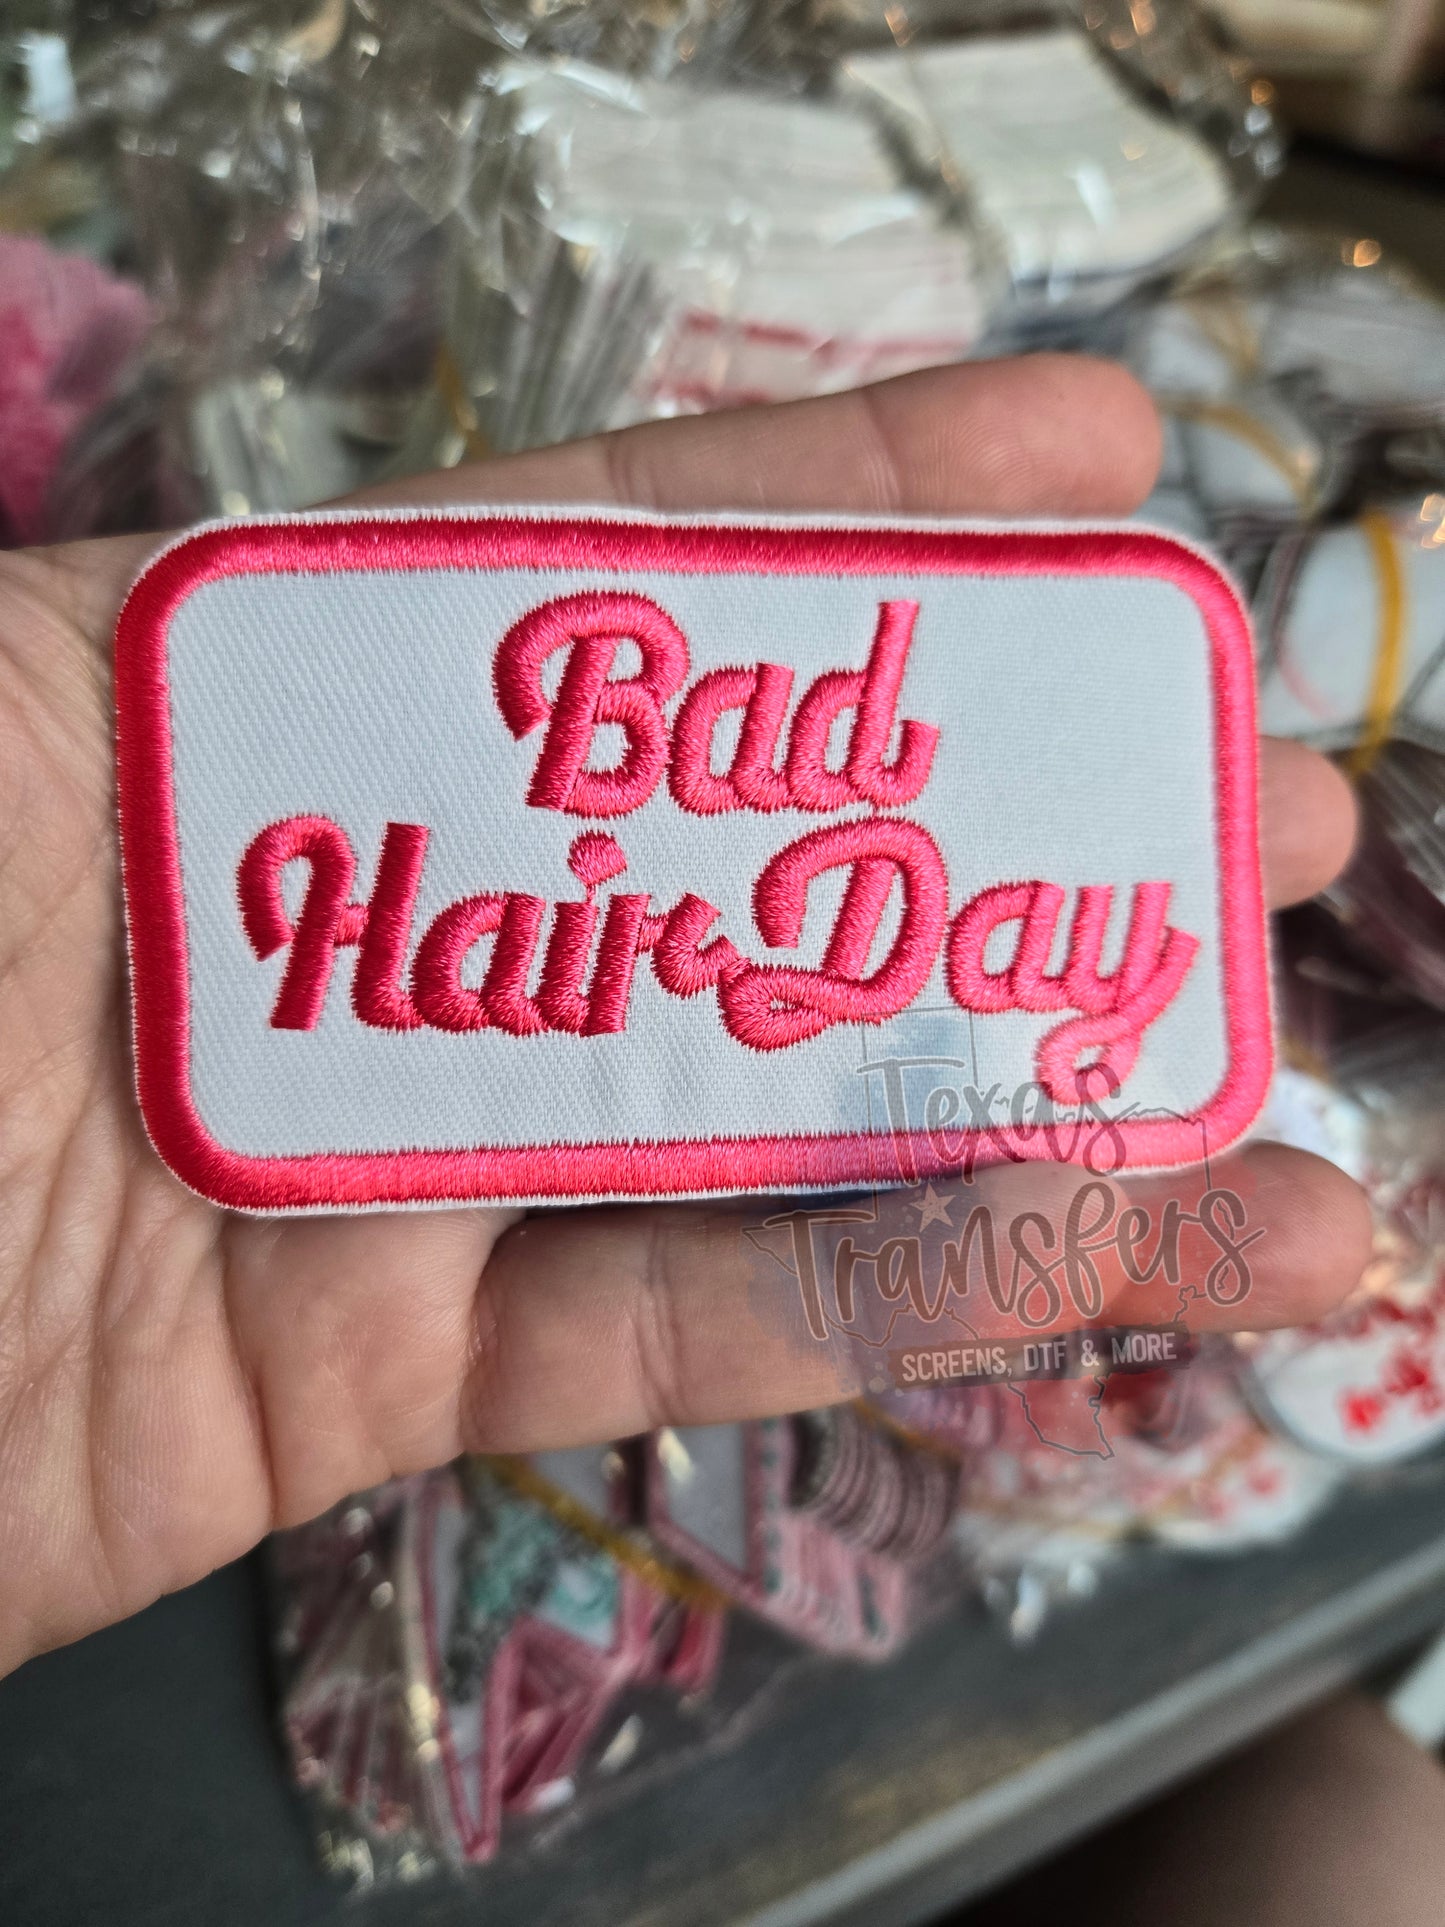 Bad
Hair Day
Texas
Transfers
SCREENS, DTF & MORE